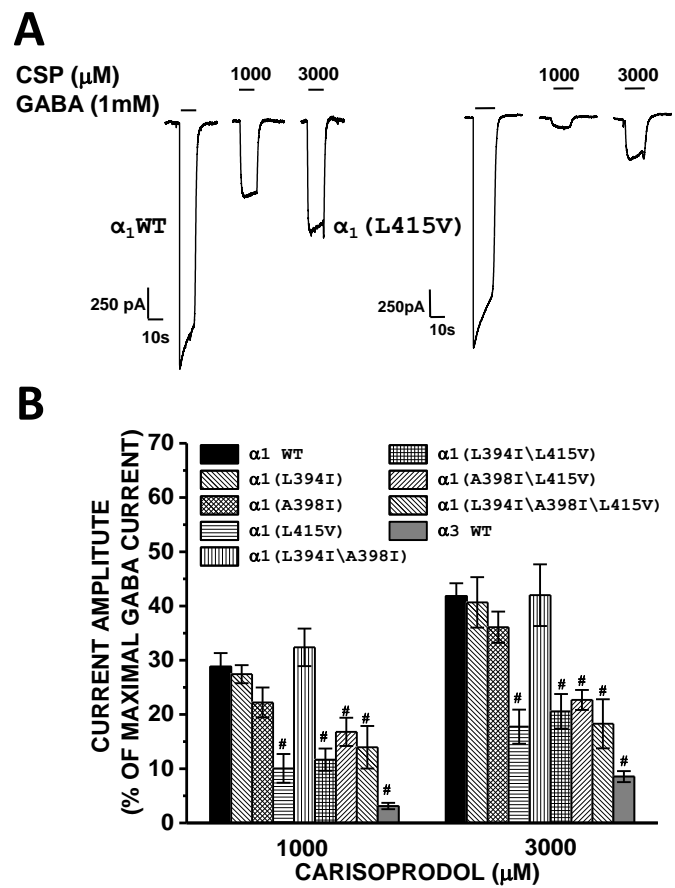 A
CSP (µM) 1000 3000 1000 3000
GABA (1mM)
α1WT α1(L415V)
250 pA 250pA
10s 10s
B
CURRENT AMPLITUDE
(% OF MAXIMAL GABA CURRENT)
70
60
50
40
30
20
10
0
α1 WT α1(L394I\L415V)
α1(L394I) α1(A398I\L415V)
α1(A398I) α1(L394I\A398I\L415V)
α1(L415V) α3 WT
α1(L394I\A398I)
# # # # # # # # # #
1000 3000
CARISOPRODOL (µM)